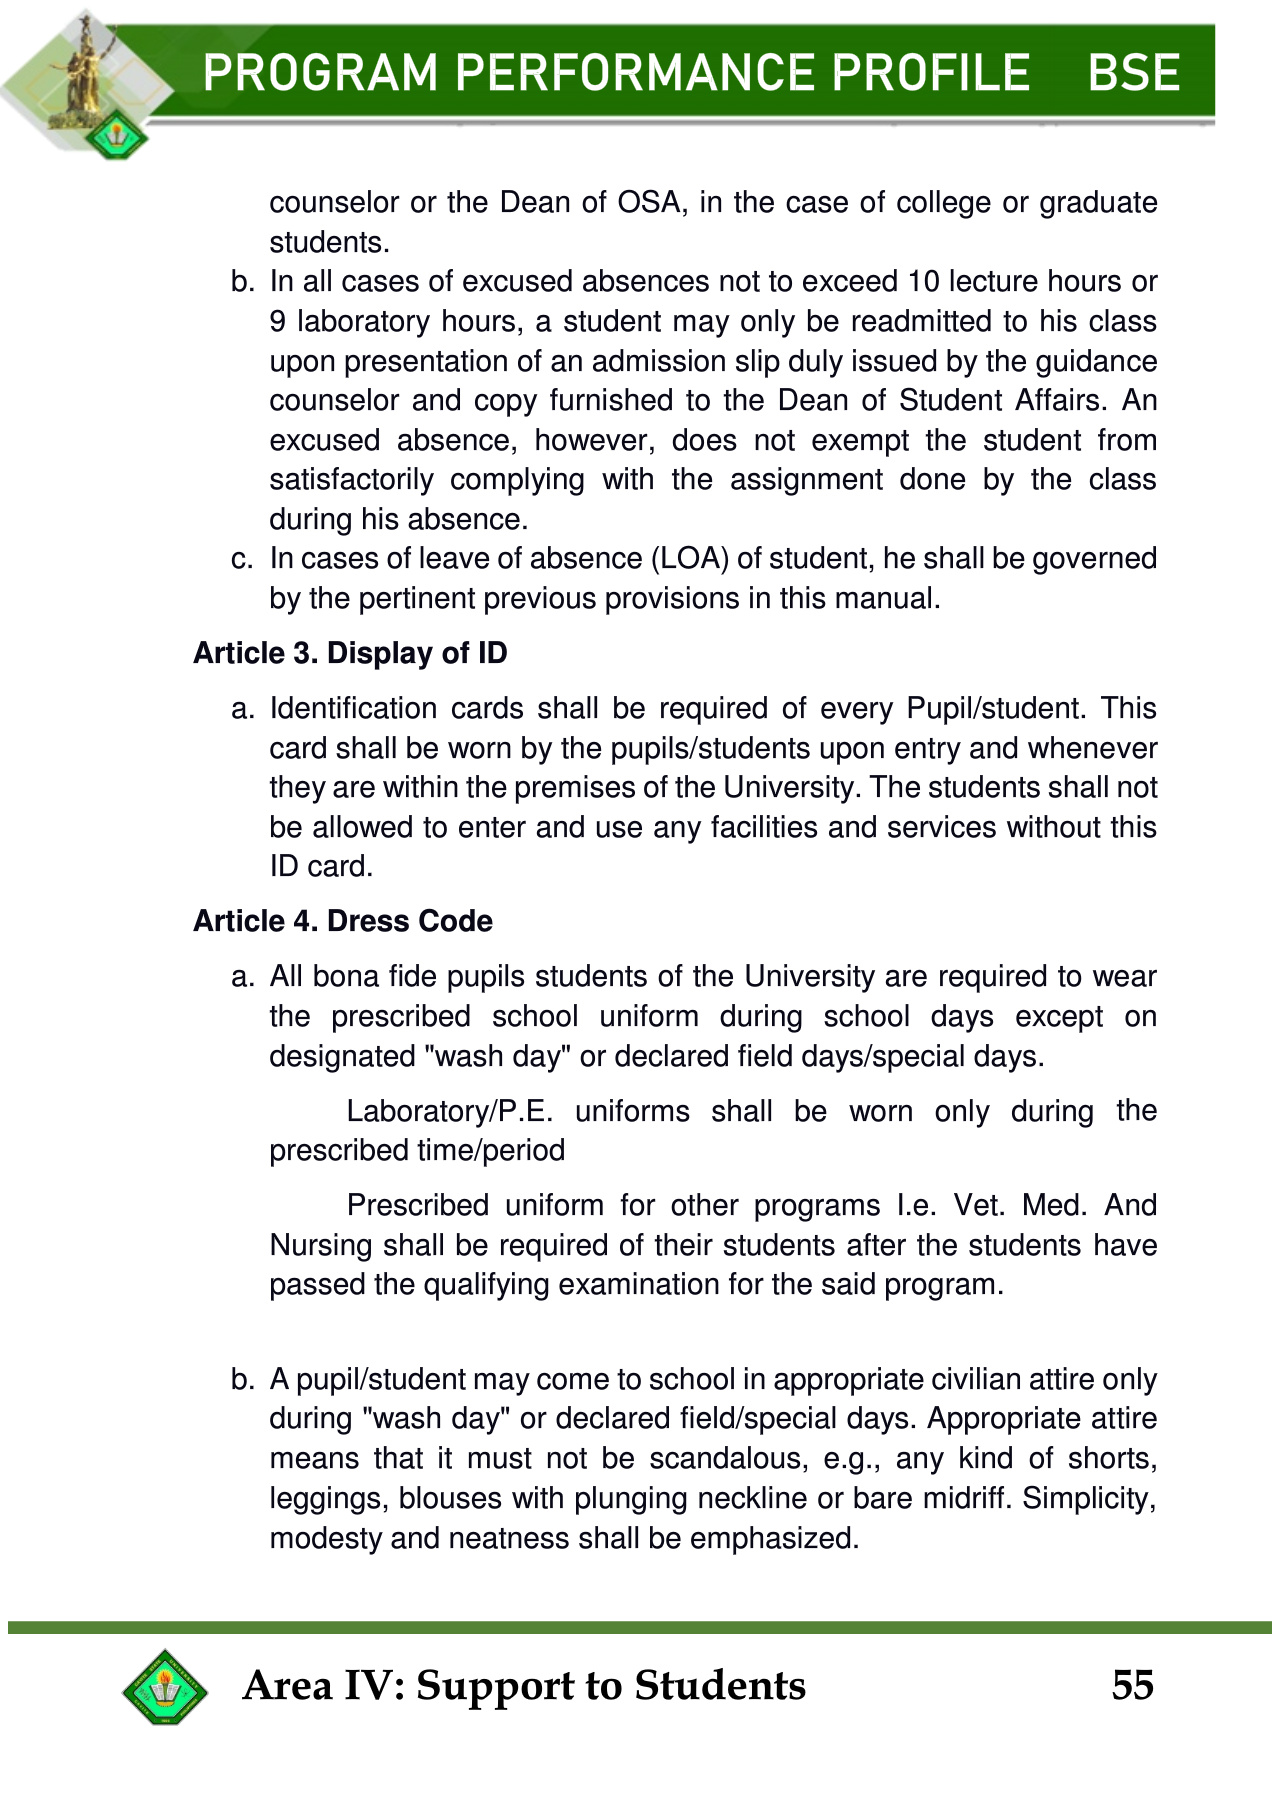 PROGRAM PERFORMANCE PROFILE BSE
counselor or the Dean of OSA, in the case of college or graduate
students.
b. In all cases of excused absences not to exceed 10 lecture hours or
9 laboratory hours, a student may only be readmitted to his class
upon presentation of an admission slip duly issued by the guidance
counselor and copy furnished to the Dean of Student Affairs. An
excused absence, however, does not exempt the student from
satisfactorily complying with the assignment done by the class
during his absence.
c. In cases of leave of absence (LOA) of student, he shall be governed
by the pertinent previous provisions in this manual.
Article 3. Display of ID
a. Identification cards shall be required of every Pupil/student. This
card shall be worn by the pupils/students upon entry and whenever
they are within the premises of the University. The students shall not
be allowed to enter and use any facilities and services without this
ID card.
Article 4. Dress Code
a. All bona fide pupils students of the University are required to wear
the prescribed school uniform during school days except on
designated "wash day" or declared field days/special days.
Laboratory/P.E. uniforms shall be worn only during the
prescribed time/period
Prescribed uniform for other programs I.e. Vet. Med. And
Nursing shall be required of their students after the students have
passed the qualifying examination for the said program.
b. A pupil/student may come to school in appropriate civilian attire only
during "wash day" or declared field/special days. Appropriate attire
means that it must not be scandalous, e.g., any kind of shorts,
leggings, blouses with plunging neckline or bare midriff. Simplicity,
modesty and neatness shall be emphasized.
Area IV: Support to Students 55